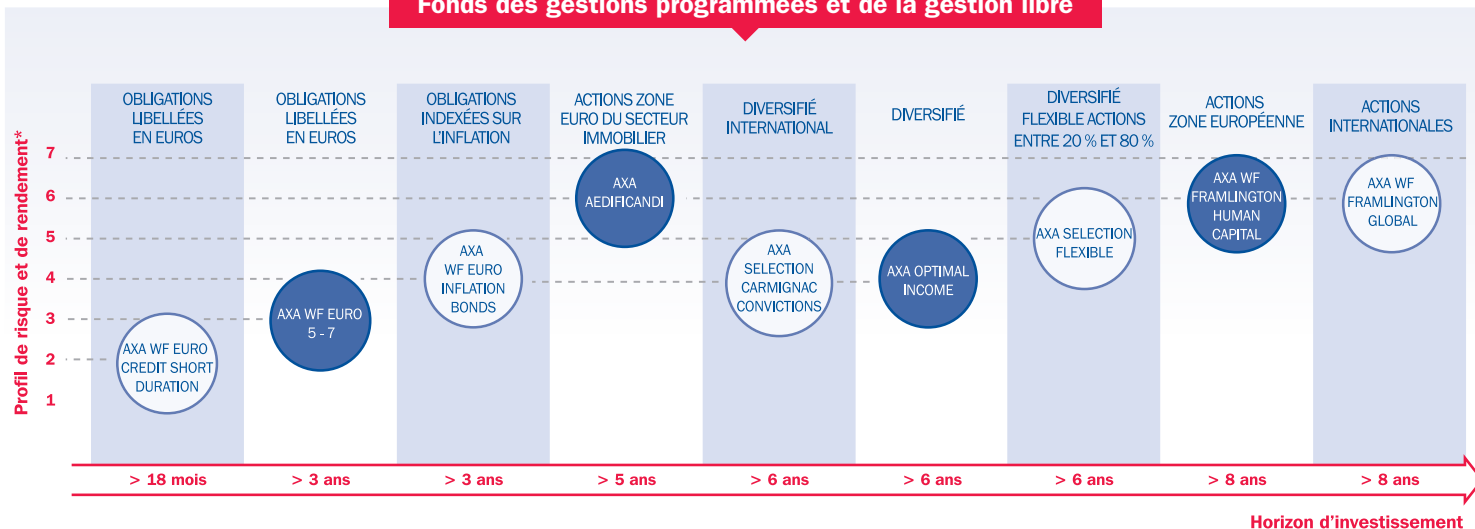 Fonds des gestions programmées et de la gestion libre
OBLIGATIONS
LIBELLÉES
EN EUROS
OBLIGATIONS
LIBELLÉES
EN EUROS
OBLIGATIONS
INDEXÉES SUR
L'INFLATION
ACTIONS ZONE
EURO DU SECTEUR
IMMOBILIER
DIVERSIFIÉ
INTERNATIONAL
DIVERSIFIÉ
DIVERSIFIÉ
FLEXIBLE ACTIONS
ENTRE 20 % ET 80 %
ACTIONS
ZONE EUROPÉENNE
ACTIONS
INTERNATIONALES
Profil de risque et de rendement*
7
6
5
4
3
2
1
AXA WF EURO
CREDIT SHORT
DURATION
AXA WF EURO
5 - 7
AXA
WF EURO
INFLATION
BONDS
AXA
AEDIFICANDI
AXA
SELECTION
CARMIGNAC
CONVICTIONS
AXA OPTIMAL
INCOME
AXA SELECTION
FLEXIBLE
AXA WF
FRAMLINGTON
HUMAN
CAPITAL
AXA WF
FRAMLINGTON
GLOBAL
> 18 mois
> 3 ans
> 3 ans
> 5 ans
> 6 ans
> 6 ans
> 6 ans
> 8 ans
> 8 ans
Horizon d'investissement